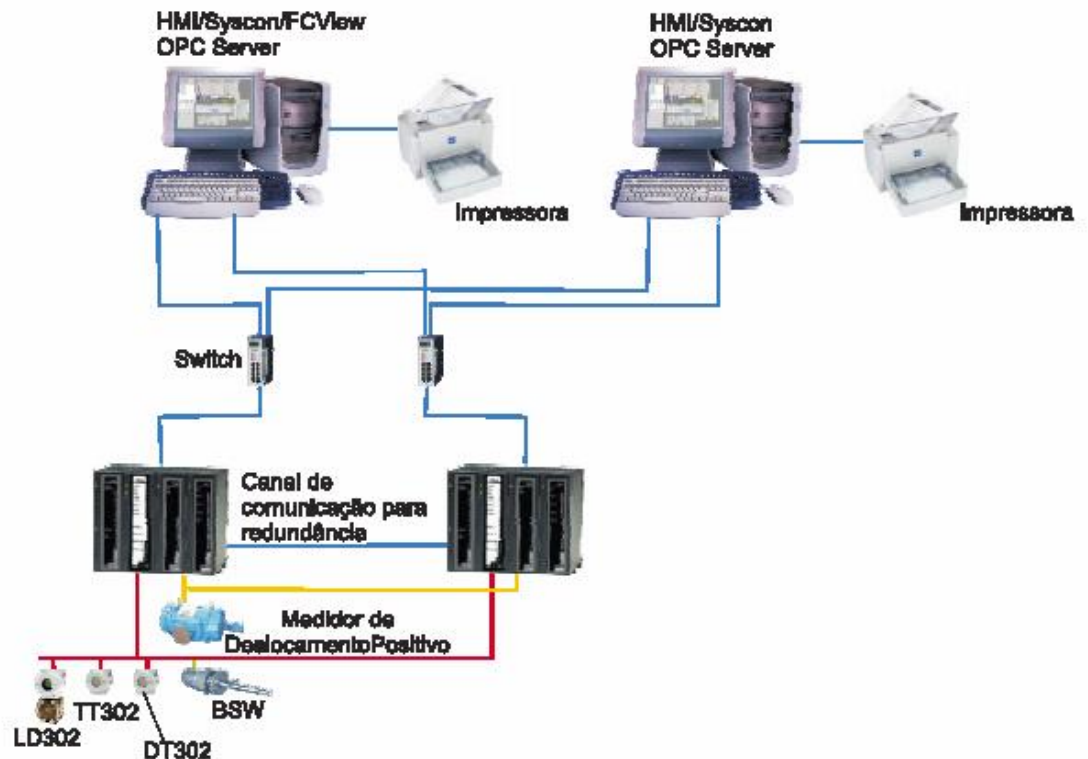 HMI/Syscon/FCView
OPC Server
HMI/Syscon
OPC Server
Impressora
Impressora
Switch
Canal de
comunicação para
redundância
Medidor de
DeslocamentoPositivo
TT302
BSW
LD302
DT302